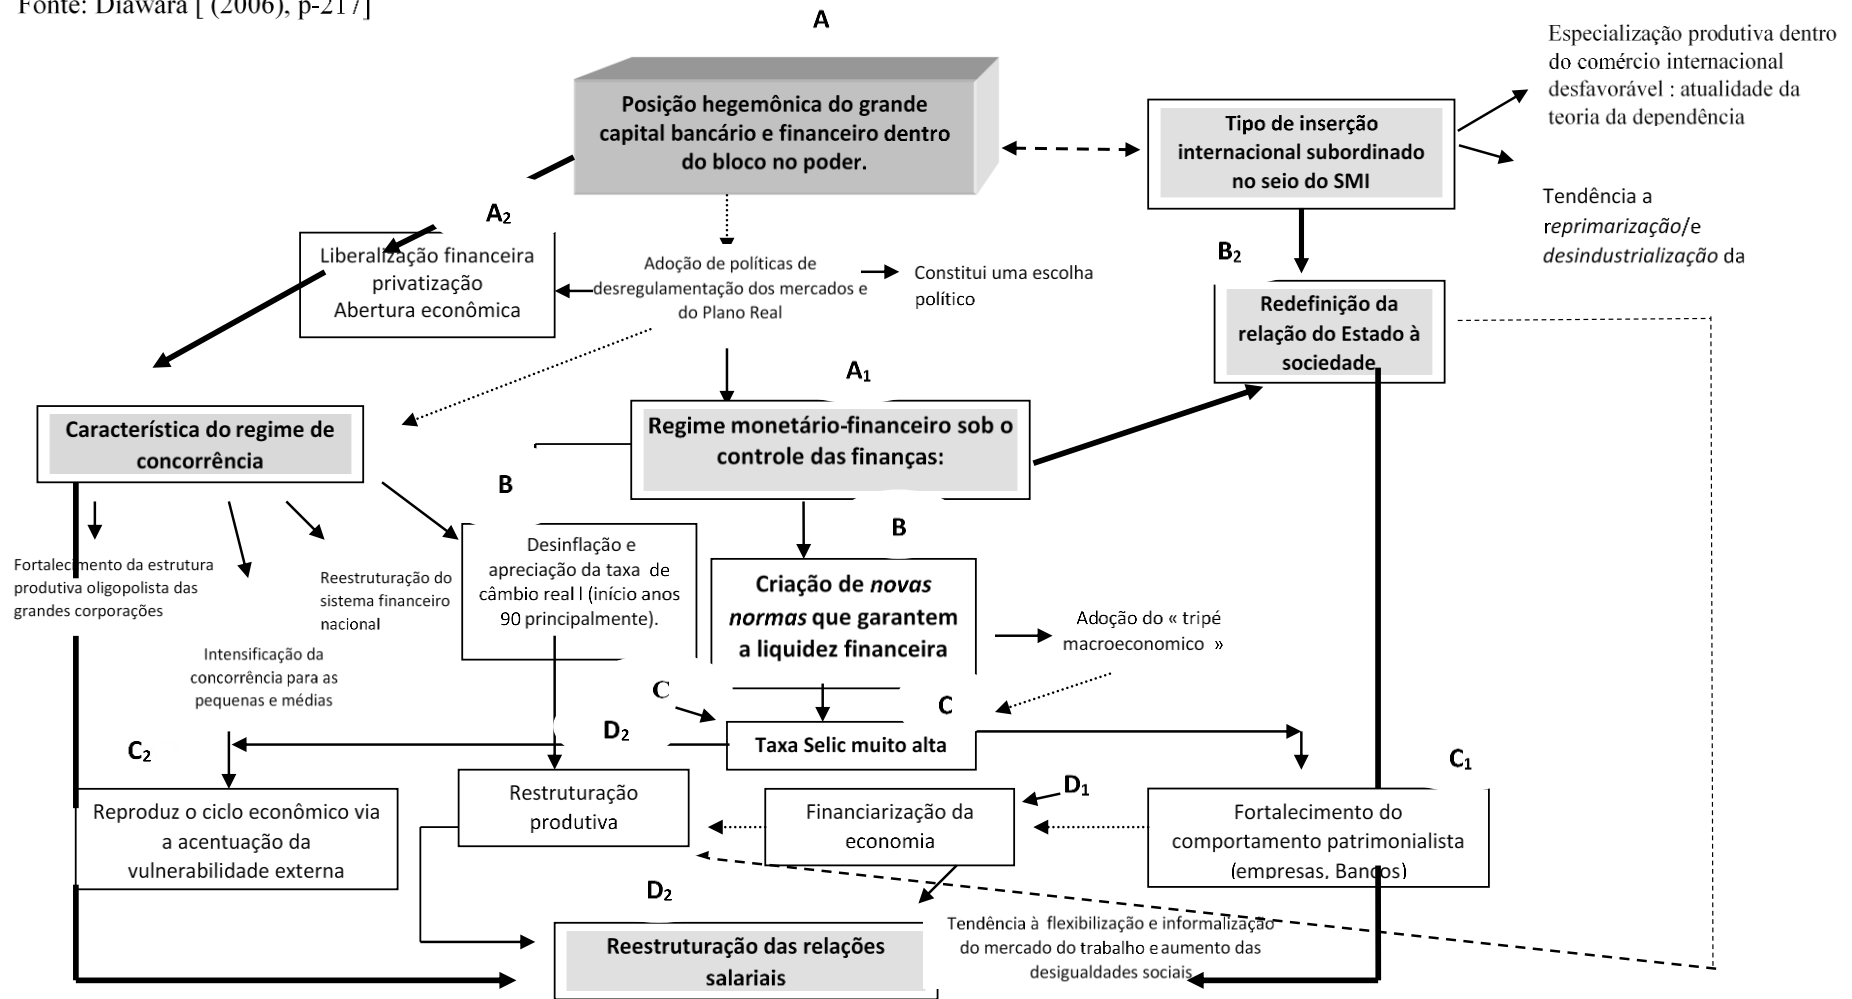 Fonte: Diawara [ (2006), p-217]
A
Posição hegemônica do grande
capital bancário e financeiro dentro
do bloco no poder.
Tipo de inserção
internacional subordinado
no seio do SMI
Especialização produtiva dentro
do comércio internacional
desfavorável : atualidade da
teoria da dependência
Tendência a
reprimarização/e
desindustrialização da
A₂
Liberalização financeira
privatização
Abertura econômica
Adoção de políticas de
desregulamentação dos mercados e
do Plano Real
Constitui uma escolha
político
B₂
Redefinição da
relação do Estado à
sociedade
A₁
Característica do regime de
concorrência
Regime monetário-financeiro sob o
controle das finanças:
B
B
Fortalecimento da estrutura
produtiva oligopolista das
grandes corporações
Reestruturação do
sistema financeiro
nacional
Intensificação da
concorrência para as
pequenas e médias
Desinflação e
apreciação da taxa de
câmbio real l (início anos
90 principalmente).
Criação de novas
normas que garantem
a liquidez financeira
Adoção do « tripé
macroeconomico »
C
C
D₂
Taxa Selic muito alta
C₂
C₁
D₁
Reproduz o ciclo econômico via
a acentuação da
vulnerabilidade externa
Restruturação
produtiva
Financiarização da
economia
Fortalecimento do
comportamento patrimonialista
(empresas, Bancos)
D₂
Reestruturação das relações
salariais
Tendência à flexibilização e informalização
do mercado do trabalho e aumento das
desigualdades sociais